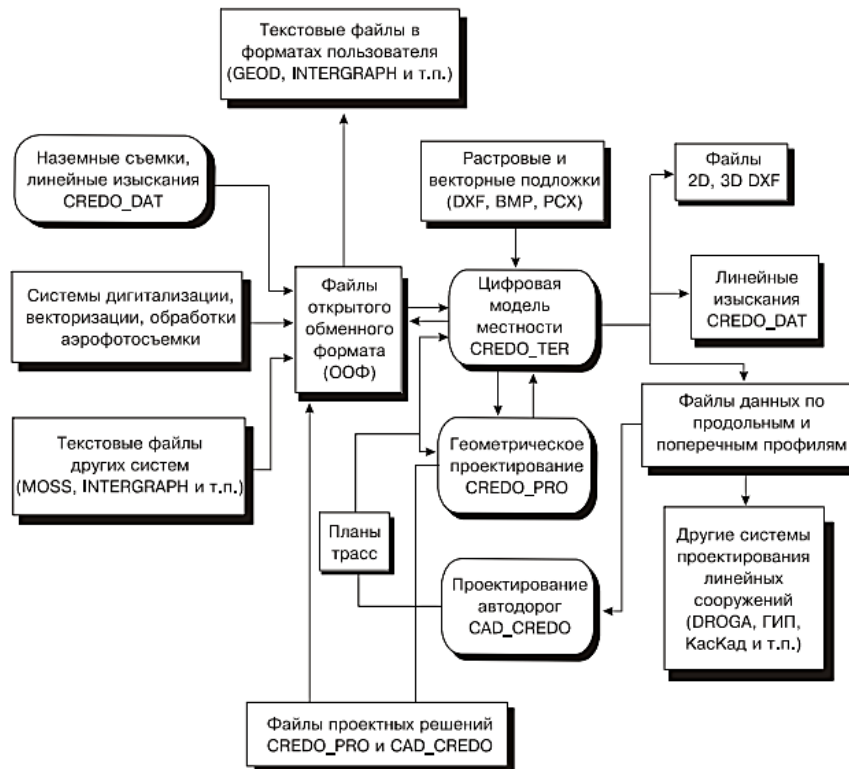 Текстовые файлы в
форматах пользователя
(GEOD, INTERGRAPH и т.п.)
Наземные съемки,
линейные изыскания
CREDO_DAT
Растровые и
векторные подложки
(DXF, BMP, PCX)
Файлы
2D, 3D DXF
Системы дигитализации,
векторизации, обработки
аэрофотосъемки
Файлы
открытого
обменного
формата
(ООФ)
Цифровая
модель
местности
CREDO_TER
Линейные
изыскания
CREDO_DAT
Текстовые файлы
других систем
(MOSS, INTERGRAPH и т.п.)
Геометрическое
проектирование
CREDO_PRO
Файлы данных по
продольным и
поперечным профилям
Планы
трасс
Проектирование
автодорог
CAD_CREDO
Другие системы
проектирования
линейных
сооружений
(DROGA, ГИП,
КасКад и т.п.)
Файлы проектных решений
CREDO_PRO и CAD_CREDO